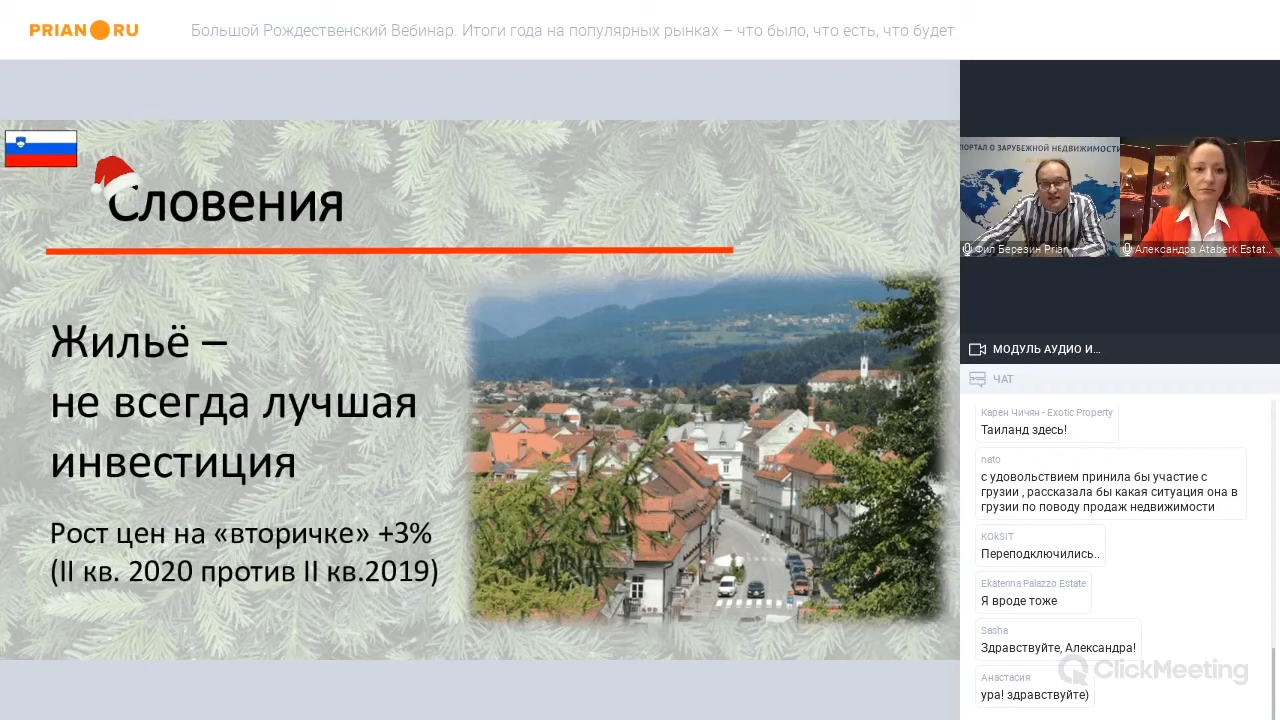 PRIAN RU
Большой Рождественский Вебинар. Итоги года на популярных рынках – что было, что есть, что будет
Словения
Жильё –
не всегда лучшая
инвестиция
Рост цен на «вторичке» +3%
(II кв. 2020 против II кв.2019)
ПОРТАЛ О ЗАРУБЕЖНОЙ НЕДВИЖИМОСТИ
Фил Березин Prian
Александра Ataberk Estat...
МОДУЛЬ АУДИО И...
ЧАТ
Карен Чичян - Exotic Property
Таиланд здесь!
nato
с удовольствием принила бы участие с
грузии , рассказала бы какая ситуация она в
грузии по поводу продаж недвижимости
KOkSIT
Переподключились..
Ekaterina Palazzo Estate
Я вроде тоже
Sasha
Здравствуйте, Александра!
ClickMeeting
Анастасия
ура! здравствуйте)